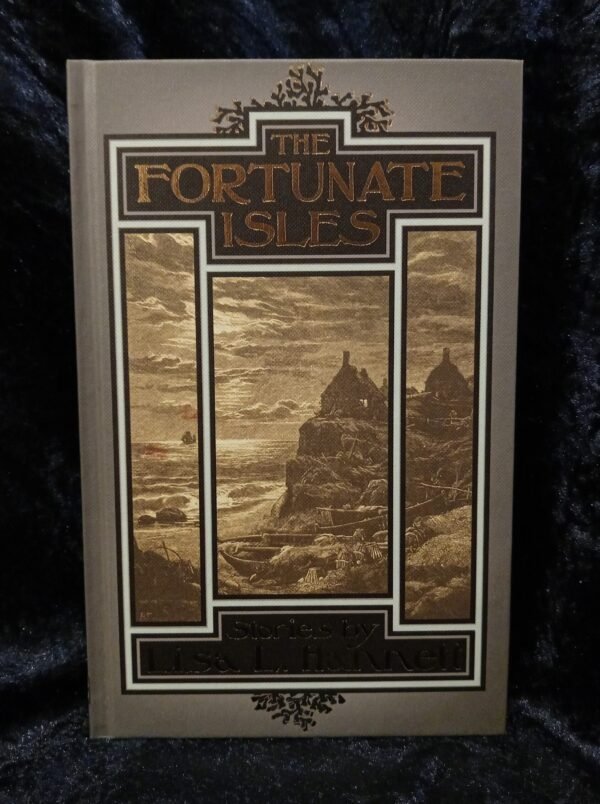 THE
FORTUNATE
ISLES
Stories by
Lisa L. Hannett